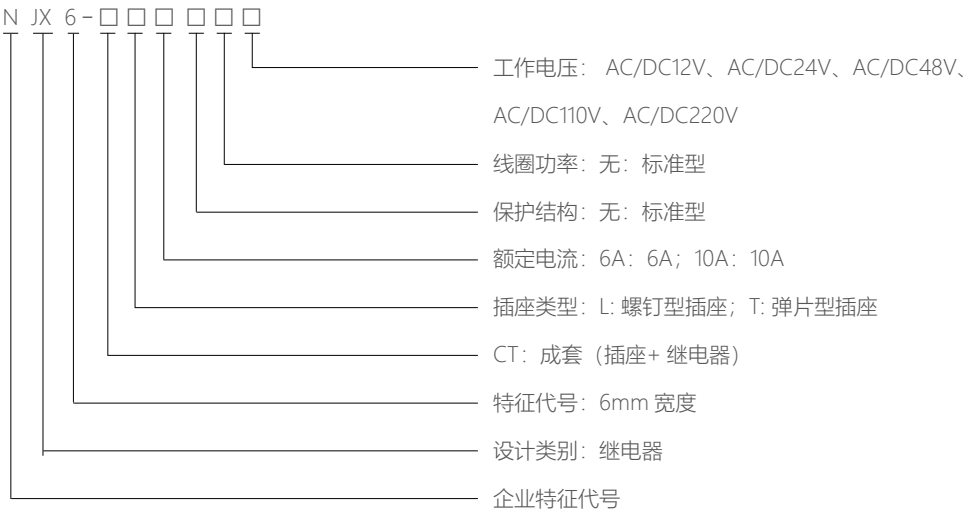 N JX 6-□□□ □□□
工作电压： AC/DC12V、AC/DC24V、AC/DC48V、
AC/DC110V、AC/DC220V
线圈功率：无：标准型
保护结构：无：标准型
额定电流：6A：6A；10A：10A
插座类型：L: 螺钉型插座；T: 弹片型插座
CT：成套（插座+ 继电器）
特征代号：6mm 宽度
设计类别：继电器
企业特征代号